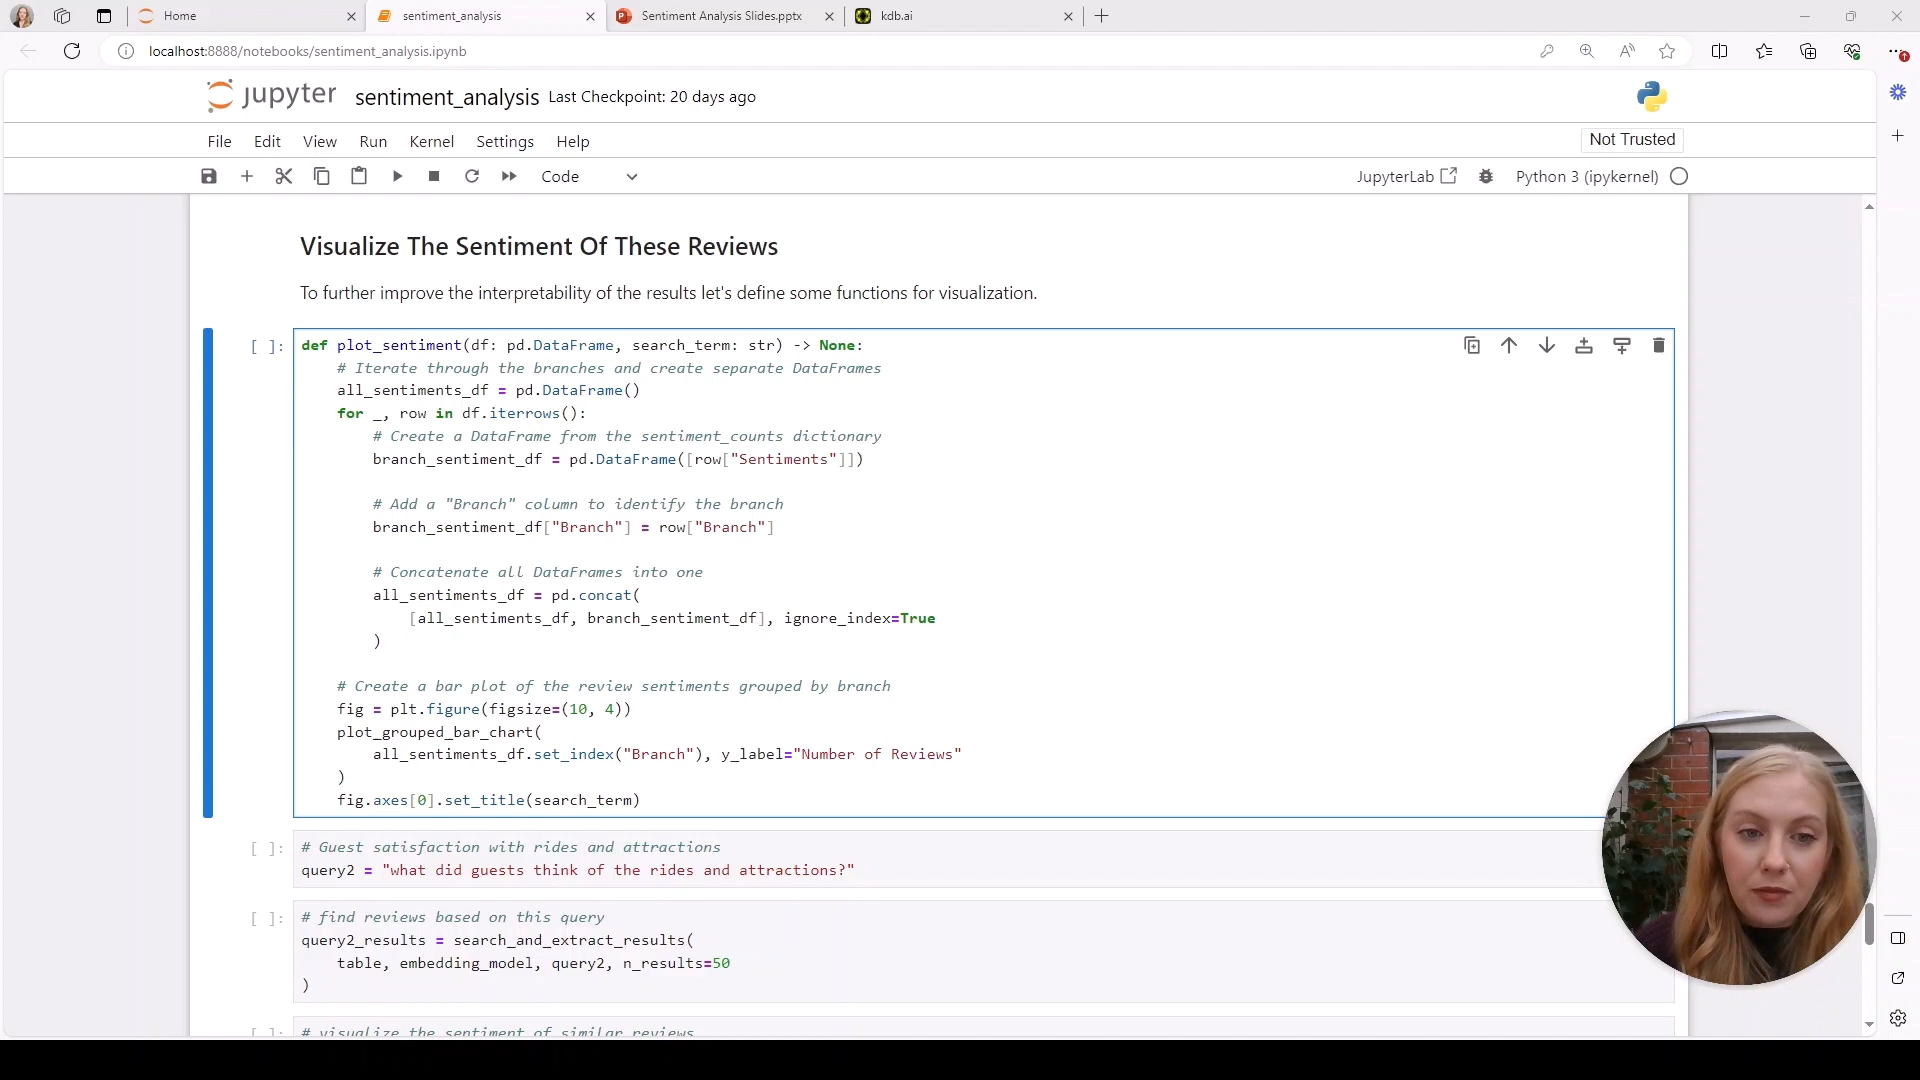 Home
sentiment_analysis
Sentiment Analysis Slides.pptx
kdb.ai
localhost:8888/notebooks/sentiment_analysis.ipynb
jupyter sentiment_analysis Last Checkpoint: 20 days ago
File Edit View Run Kernel Settings Help
Not Trusted
Code
JupyterLab
Python 3 (ipykernel)
Visualize The Sentiment Of These Reviews
To further improve the interpretability of the results let's define some functions for visualization.
[ ]: def plot_sentiment(df: pd.DataFrame, search_term: str) -> None:
# Iterate through the branches and create separate DataFrames
all_sentiments_df = pd.DataFrame()
for _, row in df.iterrows():
# Create a DataFrame from the sentiment_counts dictionary
branch_sentiment_df = pd.DataFrame([row["Sentiments"]])
# Add a "Branch" column to identify the branch
branch_sentiment_df["Branch"] = row["Branch"]
# Concatenate all DataFrames into one
all_sentiments_df = pd.concat(
[all_sentiments_df, branch_sentiment_df], ignore_index=True
)
# Create a bar plot of the review sentiments grouped by branch
fig = plt.figure(figsize=(10, 4))
plot_grouped_bar_chart(
all_sentiments_df.set_index("Branch"), y_label="Number of Reviews"
)
fig.axes[0].set_title(search_term)
[ ]: # Guest satisfaction with rides and attractions
query2 = "what did guests think of the rides and attractions?"
[ ]: # find reviews based on this query
query2_results = search_and_extract_results(
table, embedding_model, query2, n_results=50
)
[ ]: # visualize the sentiment of similar reviews